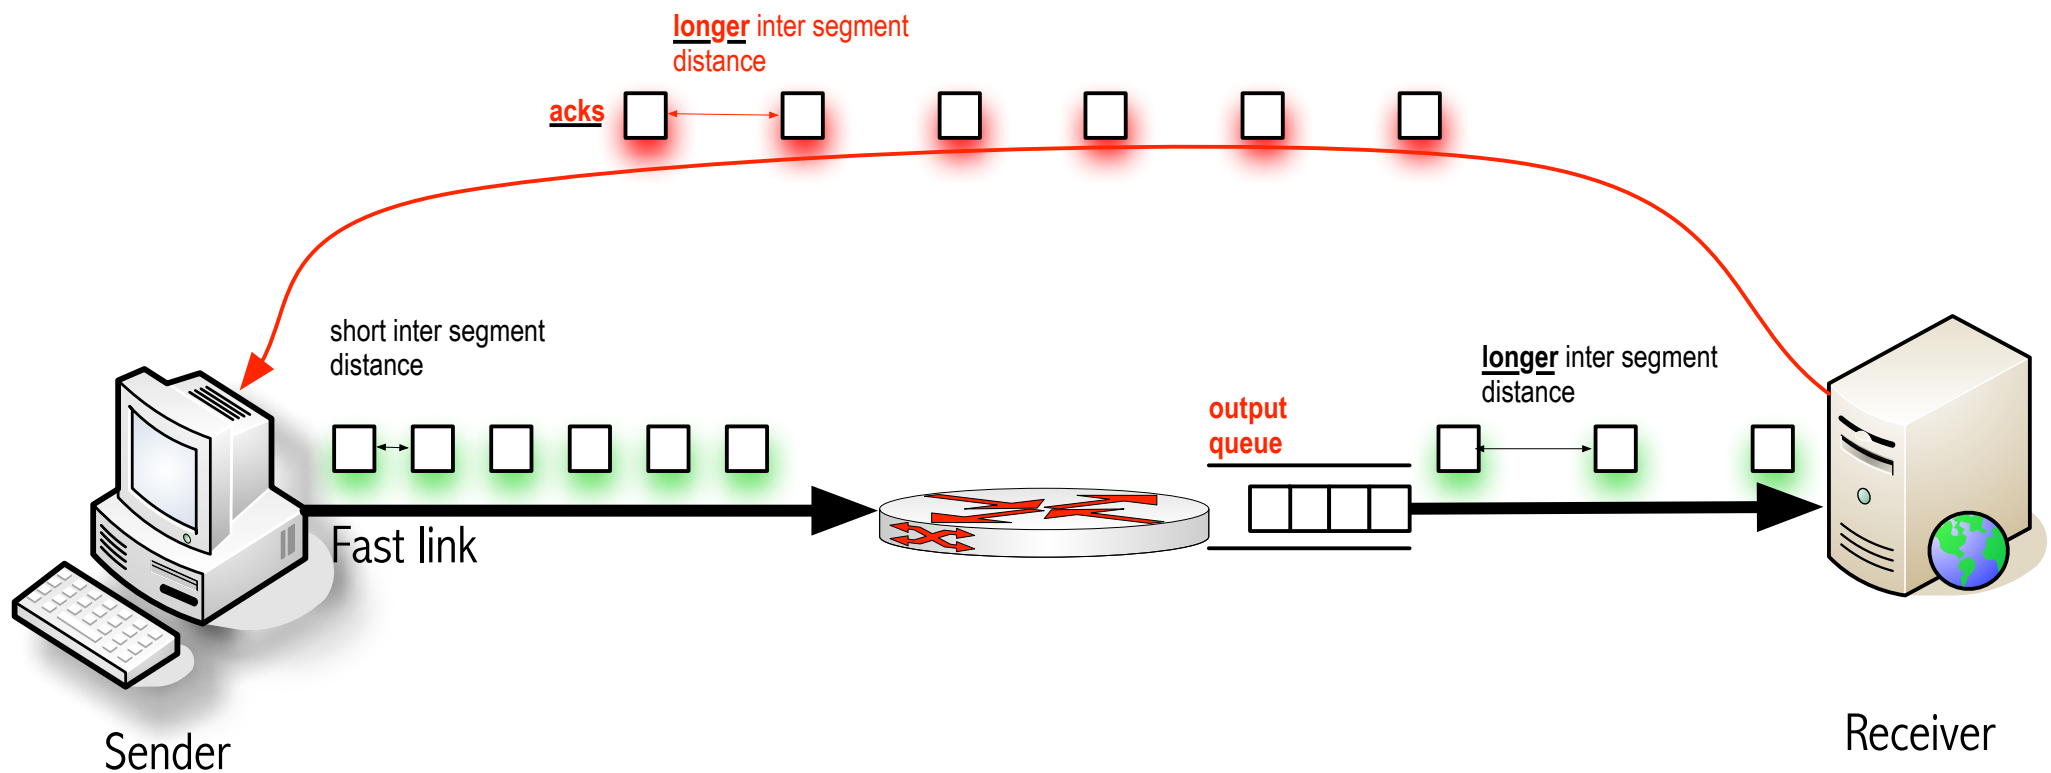 longer inter segment
distance
acks
short inter segment
distance
longer inter segment
distance
output
queue
Fast link
Sender
Receiver